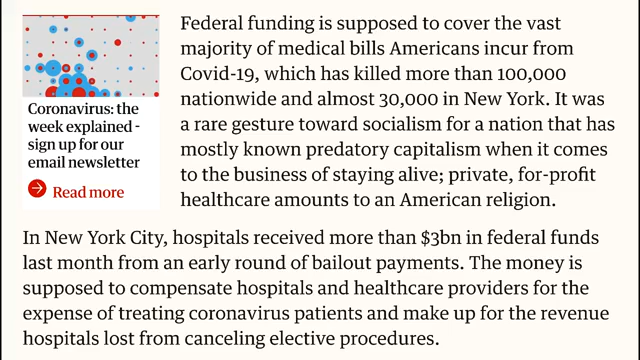 Federal funding is supposed to cover the vast
majority of medical bills Americans incur from
Covid-19, which has killed more than 100,000
nationwide and almost 30,000 in New York. It was
a rare gesture toward socialism for a nation that has
mostly known predatory capitalism when it comes
to the business of staying alive; private, for-profit
healthcare amounts to an American religion.
Coronavirus: the
week explained -
sign up for our
email newsletter
Read more
In New York City, hospitals received more than $3bn in federal funds
last month from an early round of bailout payments. The money is
supposed to compensate hospitals and healthcare providers for the
expense of treating coronavirus patients and make up for the revenue
hospitals lost from canceling elective procedures.